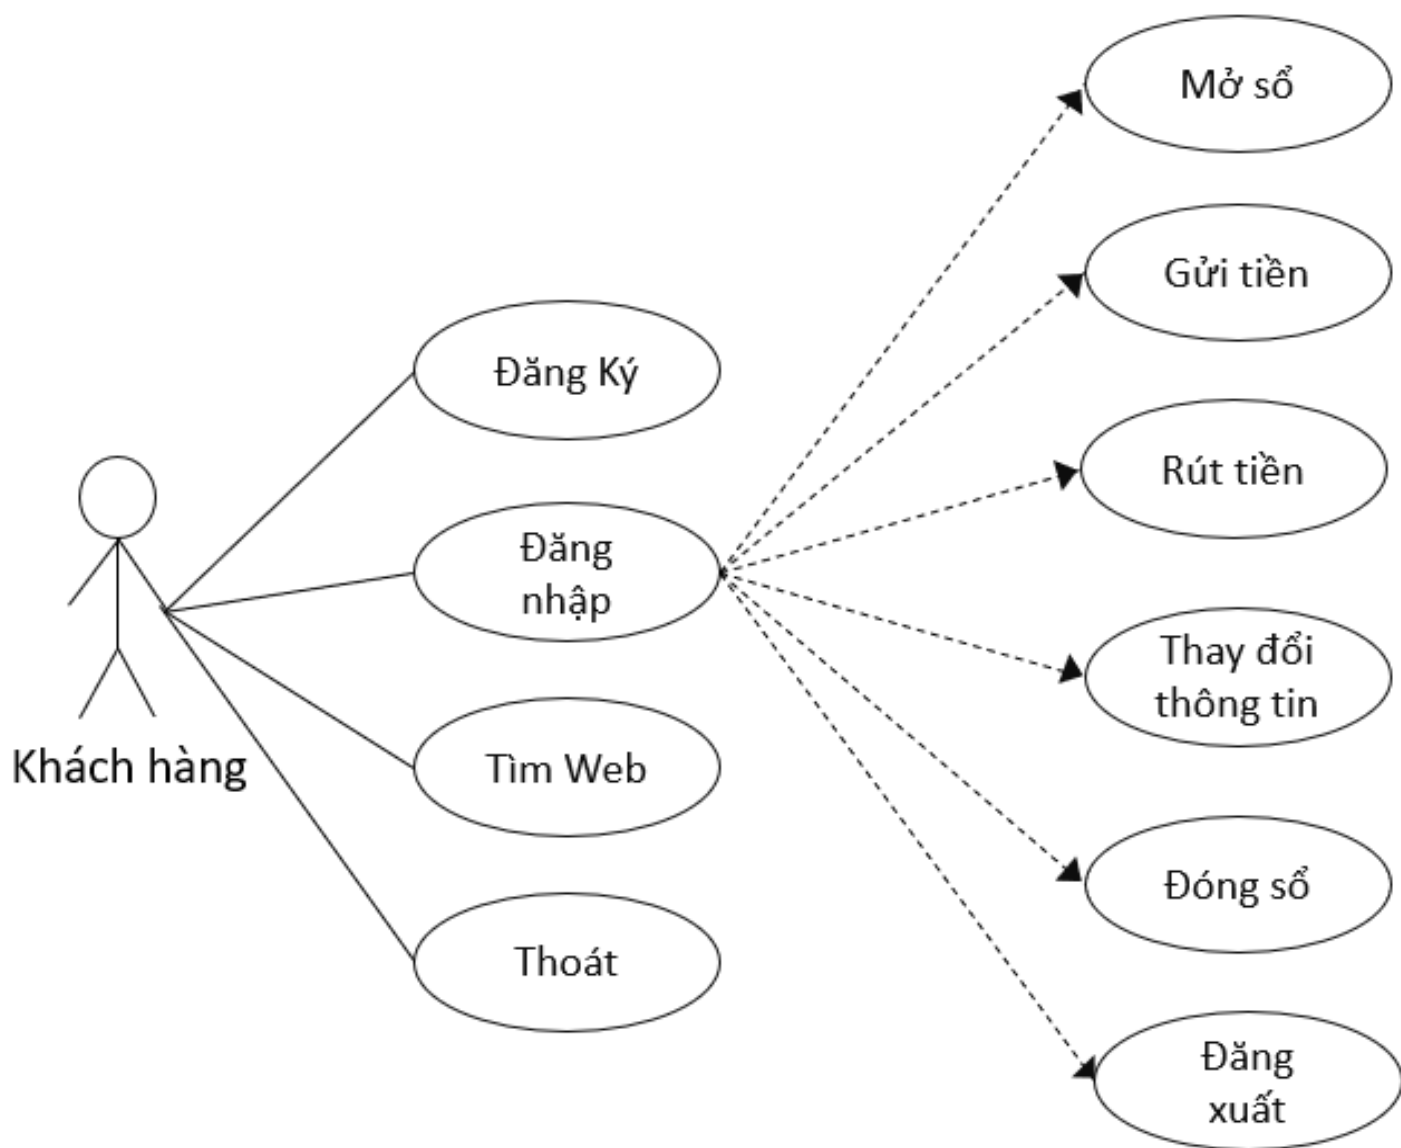 Khách hàng
Đăng Ký
Đăng
nhập
Tìm Web
Thoát
Mở sổ
Gửi tiền
Rút tiền
Thay đổi
thông tin
Đóng sổ
Đăng
xuất